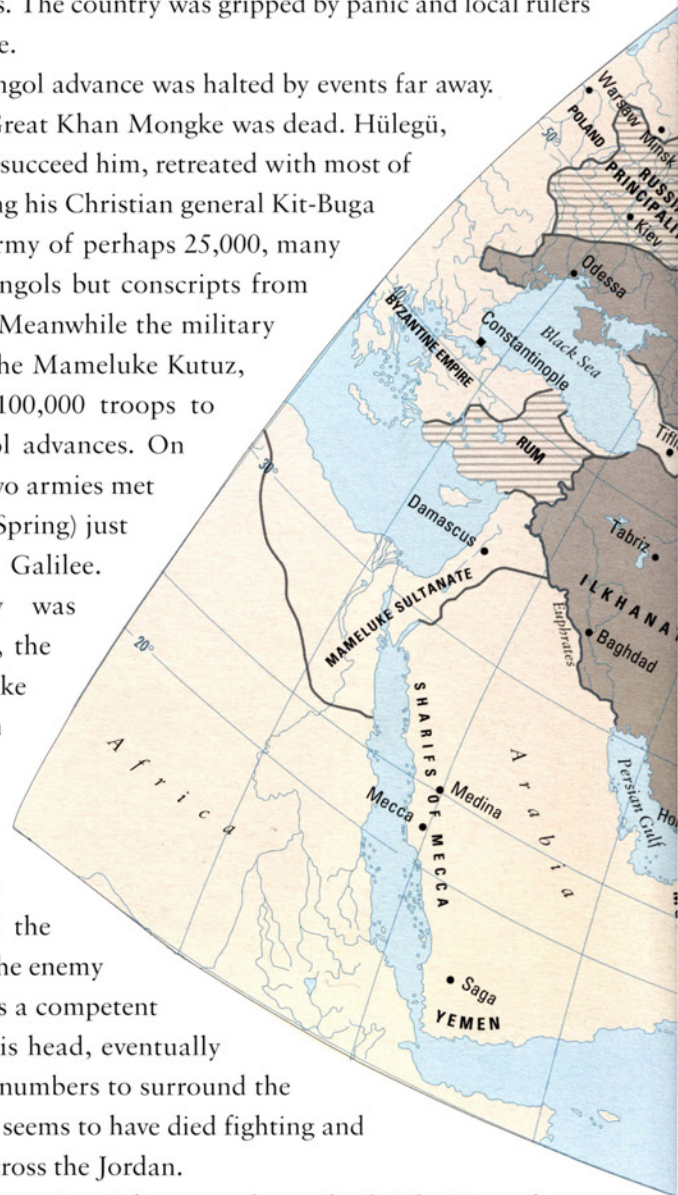 s. The country was gripped by panic and local rulers
e.
ngol advance was halted by events far away.
Great Khan Mongke was dead. Hülegü,
succeed him, retreated with most of
ng his Christian general Kit-Buga
rmy of perhaps 25,000, many
ngols but conscripts from
Meanwhile the military
he Mameluke Kutuz,
100,000 troops to
ol advances. On
wo armies met
Spring) just
Galilee.
was
, the
ke
the
he enemy
s a competent
is head, eventually
numbers to surround the
seems to have died fighting and
cross the Jordan.
Warsaw
Minsk
POLAND
50°
RUSSI
PRINCIPALI
Kiev
Odessa
40°
BYZANTINE EMPIRE
Constantinople
Black Sea
RUM
Tifli
30°
Damascus
Tabriz
MAMELUKE SULTANATE
ILKHANA
Euphrates
Baghdad
20°
Africa
SHARIFS OF MECCA
Arabia
Persian Gulf
Medina
Mecca
Ho
Saga
YEMEN